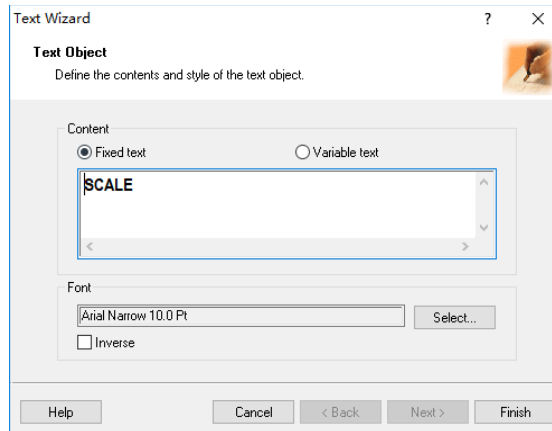 Text Wizard ? ×
Text Object
Define the contents and style of the text object.
Content
Fixed text Variable text
SCALE
Font
Arial Narrow 10.0 Pt Select...
Inverse
Help Cancel < Back Next > Finish